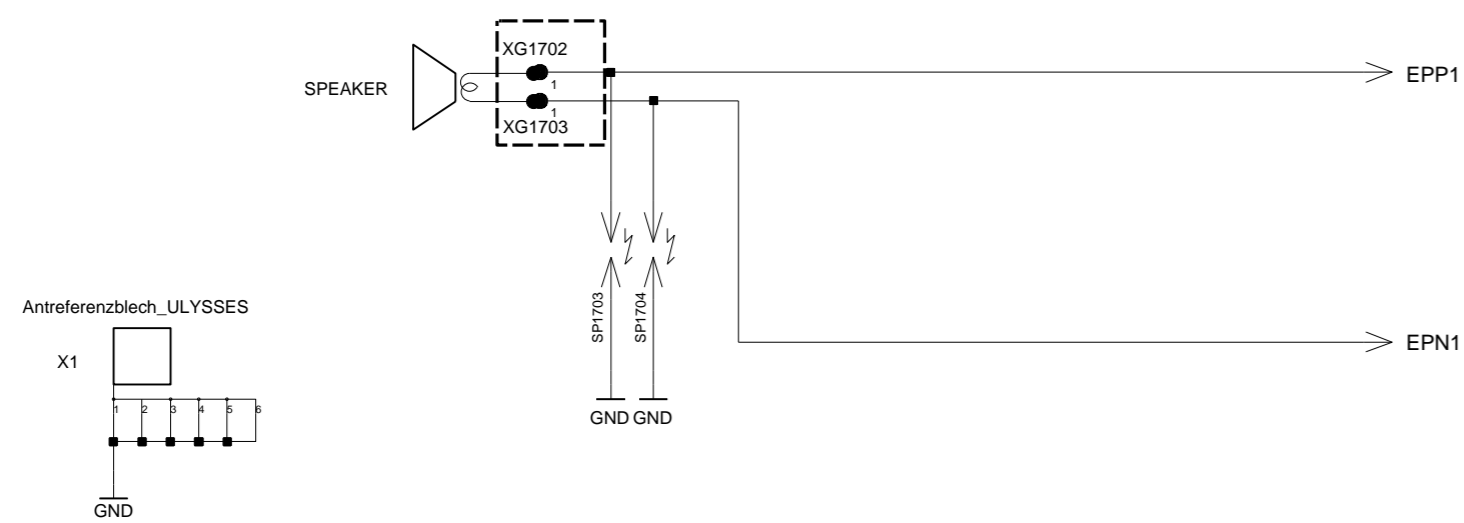 XG1702
SPEAKER
EPP1
1
1
XG1703
SP1703
SP1704
Antreferenzblech_ULYSSES
EPN1
X1
1 2 3 4 5 6
GND GND
GND